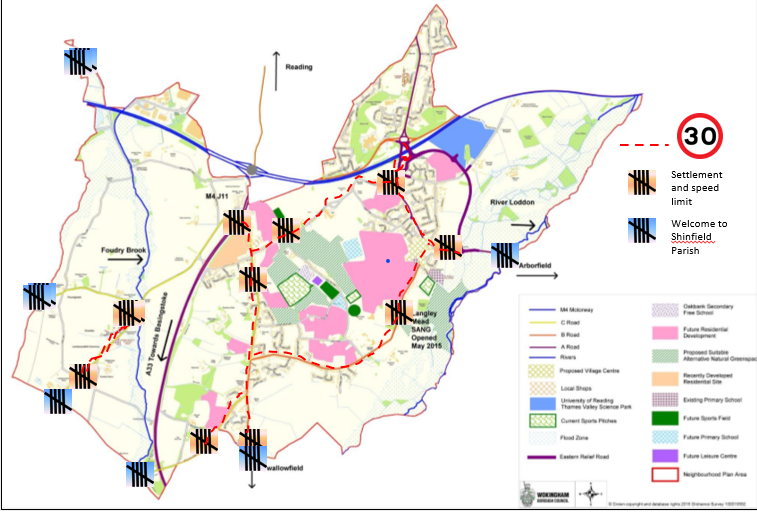 Reading
30
Settlement
and speed
limit
Welcome to
Shinfield
Parish
M4 J11
River Loddon
Foudry Brook
Arborfield
A33 Towards Basingstoke
Langley
Mead
SANG
Opened
May 2015
wallowfield
M4 Motorway
C Road
B Road
A Road
Rivers
Proposed Village Centre
Local Shops
University of Reading
Thames Valley Science Park
Current Sports Pitches
Flood Zone
Eastern Relief Road
Oakbank Secondary
Free School
Future Residential
Development
Proposed Suitable
Alternative Natural Greenspac
Recently Developed
Residential Site
Existing Primary School
Future Sports Field
Future Primary School
Future Leisure Centre
Neighbourhood Plan Area
WOKINGHAM
BOROUGH COUNCIL